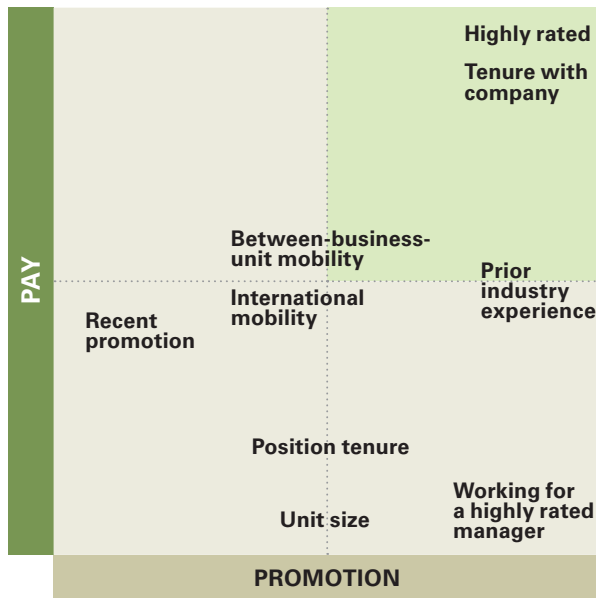 Highly rated
Tenure with
company
Between-business-
unit mobility
Prior
industry
experience
International
mobility
Recent
promotion
Position tenure
Working for
a highly rated
manager
Unit size
PAY
PROMOTION